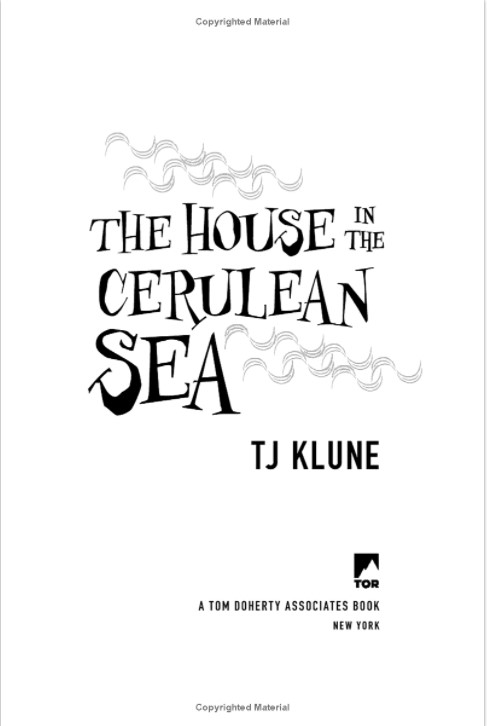 Copyrighted Material
THE HOUSE IN THE
CERULEAN
SEA
TJ KLUNE
TOR
A TOM DOHERTY ASSOCIATES BOOK
NEW YORK
Copyrighted Material